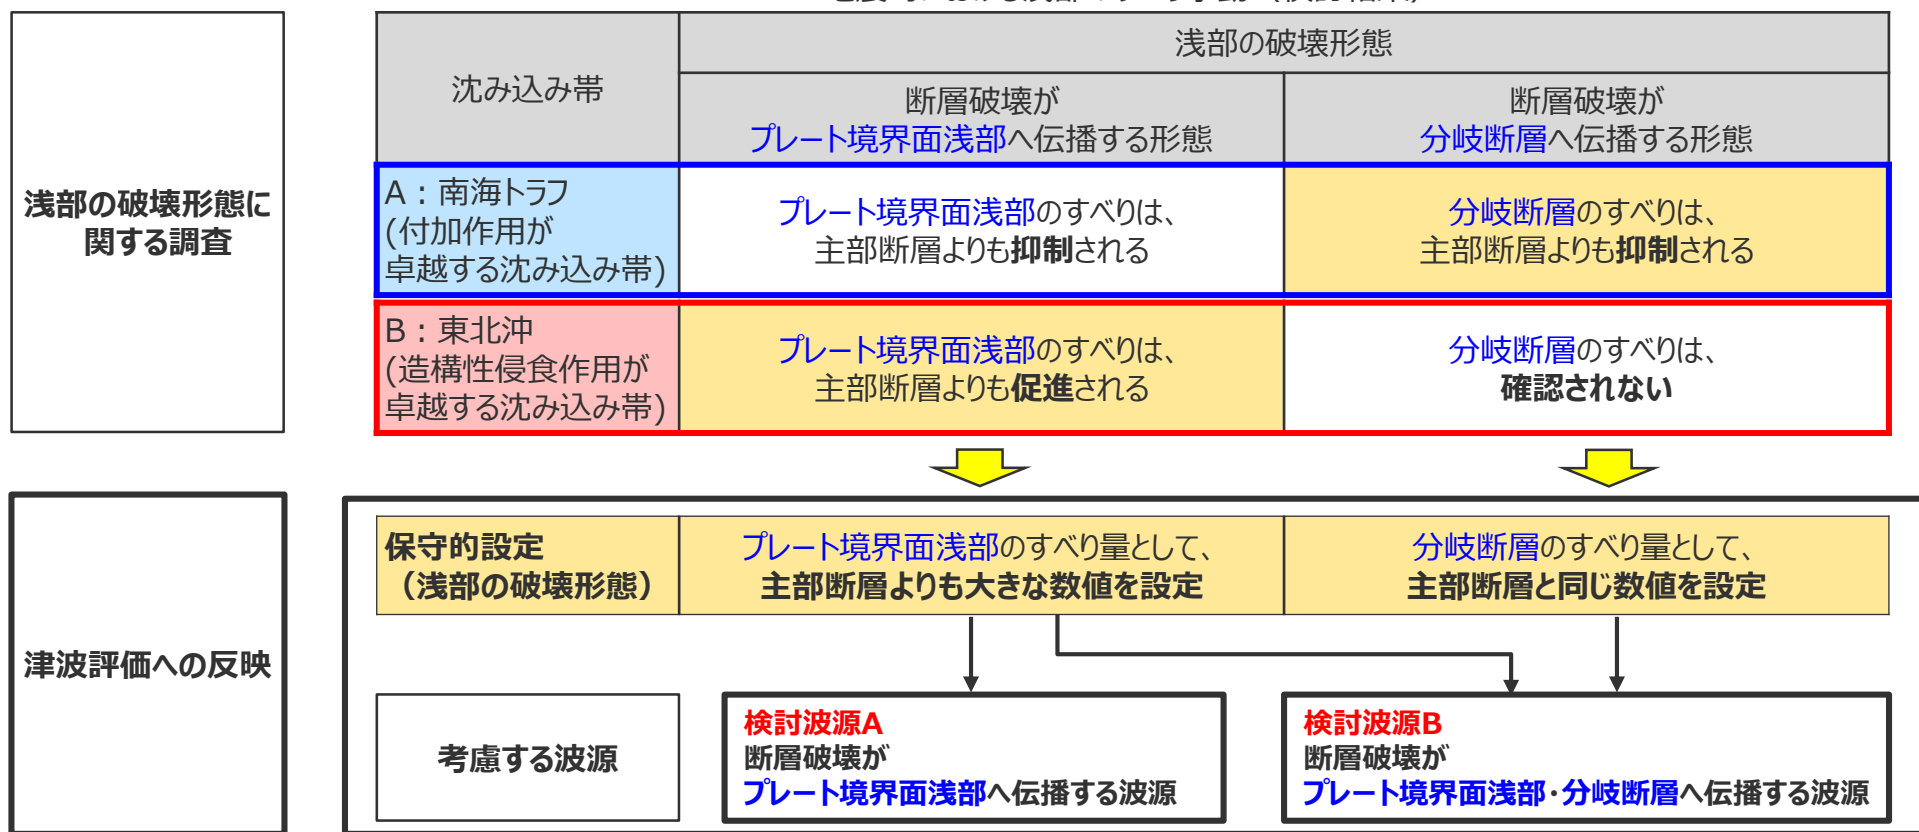 浅部の破壊形態に
関する調査
沈み込み帯
浅部の破壊形態
断層破壊が
プレート境界面浅部へ伝播する形態
断層破壊が
分岐断層へ伝播する形態
A：南海トラフ
(付加作用が
卓越する沈み込み帯)
プレート境界面浅部のすべりは、
主部断層よりも抑制される
分岐断層のすべりは、
主部断層よりも抑制される
B：東北沖
(造構性侵食作用が
卓越する沈み込み帯)
プレート境界面浅部のすべりは、
主部断層よりも促進される
分岐断層のすべりは、
確認されない
津波評価への反映
保守的設定
（浅部の破壊形態）
プレート境界面浅部のすべり量として、
主部断層よりも大きな数値を設定
分岐断層のすべり量として、
主部断層と同じ数値を設定
考慮する波源
検討波源A
断層破壊が
プレート境界面浅部へ伝播する波源
検討波源B
断層破壊が
プレート境界面浅部・分岐断層へ伝播する波源